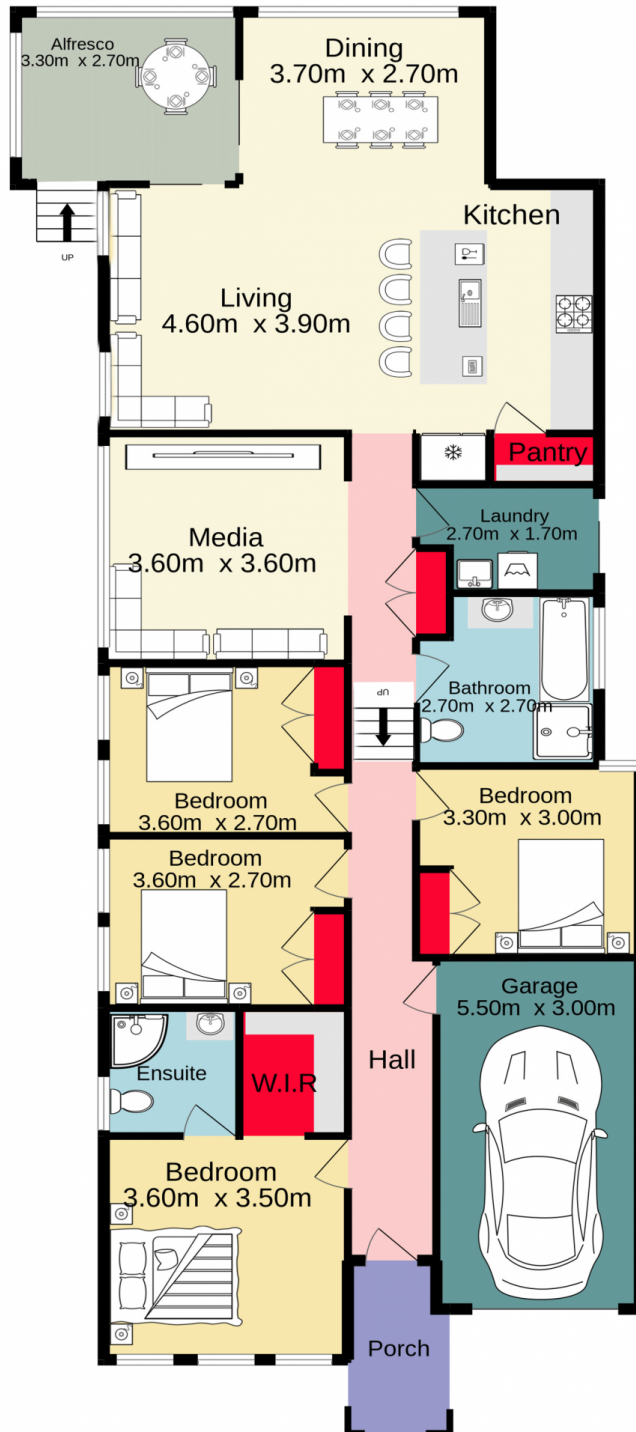 Alfresco
3.30m x 2.70m
Dining
3.70m x 2.70m
Kitchen
UP
Living
4.60m x 3.90m
Pantry
Media
3.60m x 3.60m
Laundry
2.70m x 1.70m
UP
Bathroom
2.70m x 2.70m
Bedroom
3.60m x 2.70m
Bedroom
3.30m x 3.00m
Bedroom
3.60m x 2.70m
Garage
5.50m x 3.00m
Ensuite
W.I.R
Hall
Bedroom
3.60m x 3.50m
Porch